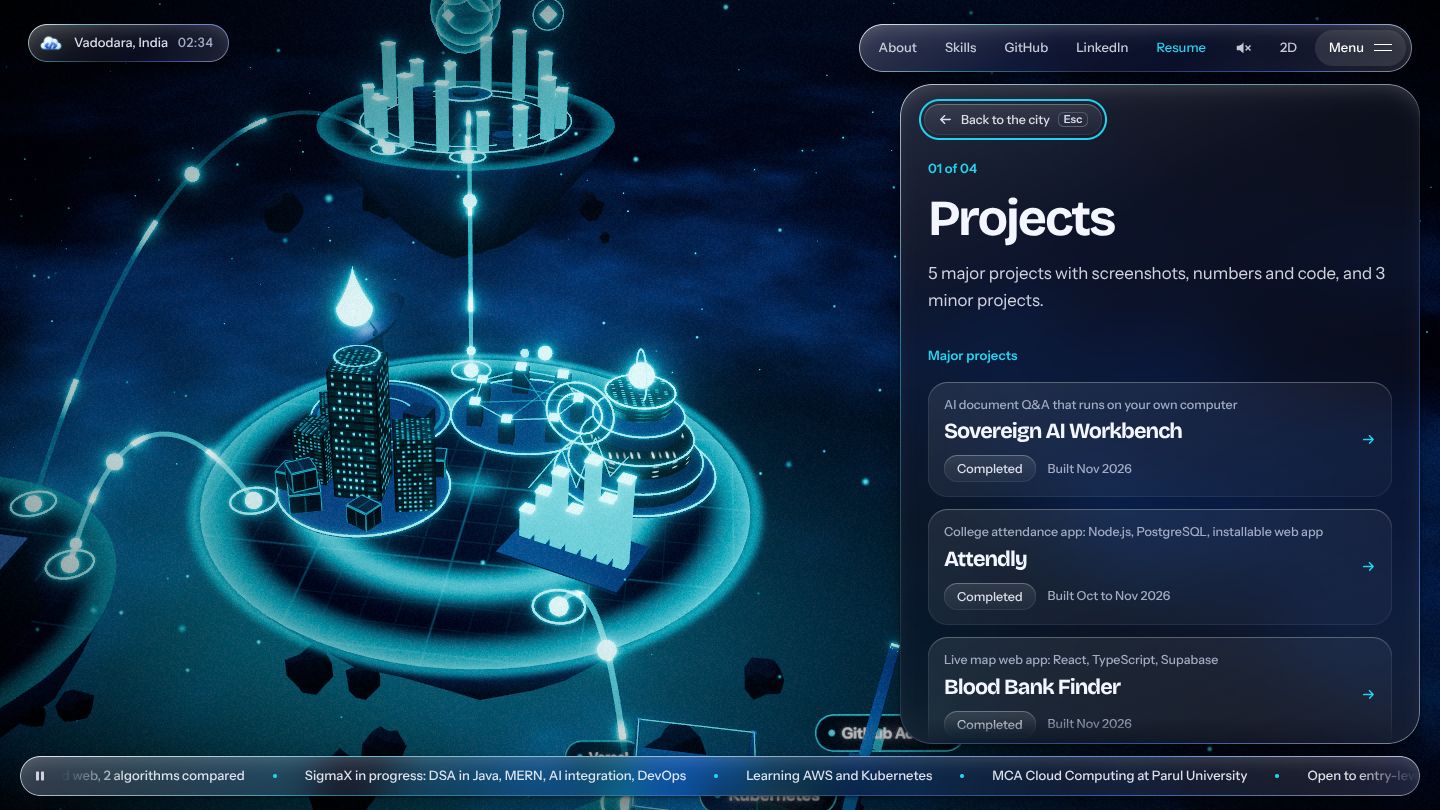 Vadodara, India 02:34
About Skills GitHub LinkedIn Resume 2D Menu
Back to the city Esc
01 of 04
Projects
5 major projects with screenshots, numbers and code, and 3
minor projects.
Major projects
AI document Q&A that runs on your own computer
Sovereign AI Workbench
Completed Built Nov 2026
College attendance app: Node.js, PostgreSQL, installable web app
Attendly
Completed Built Oct to Nov 2026
Live map web app: React, TypeScript, Supabase
Blood Bank Finder
Completed Built Nov 2026
GitHub
Vercel
web, 2 algorithms compared • SigmaX in progress: DSA in Java, MERN, AI integration, DevOps • Learning AWS and Kubernetes • MCA Cloud Computing at Parul University • Open to
Kubernetes